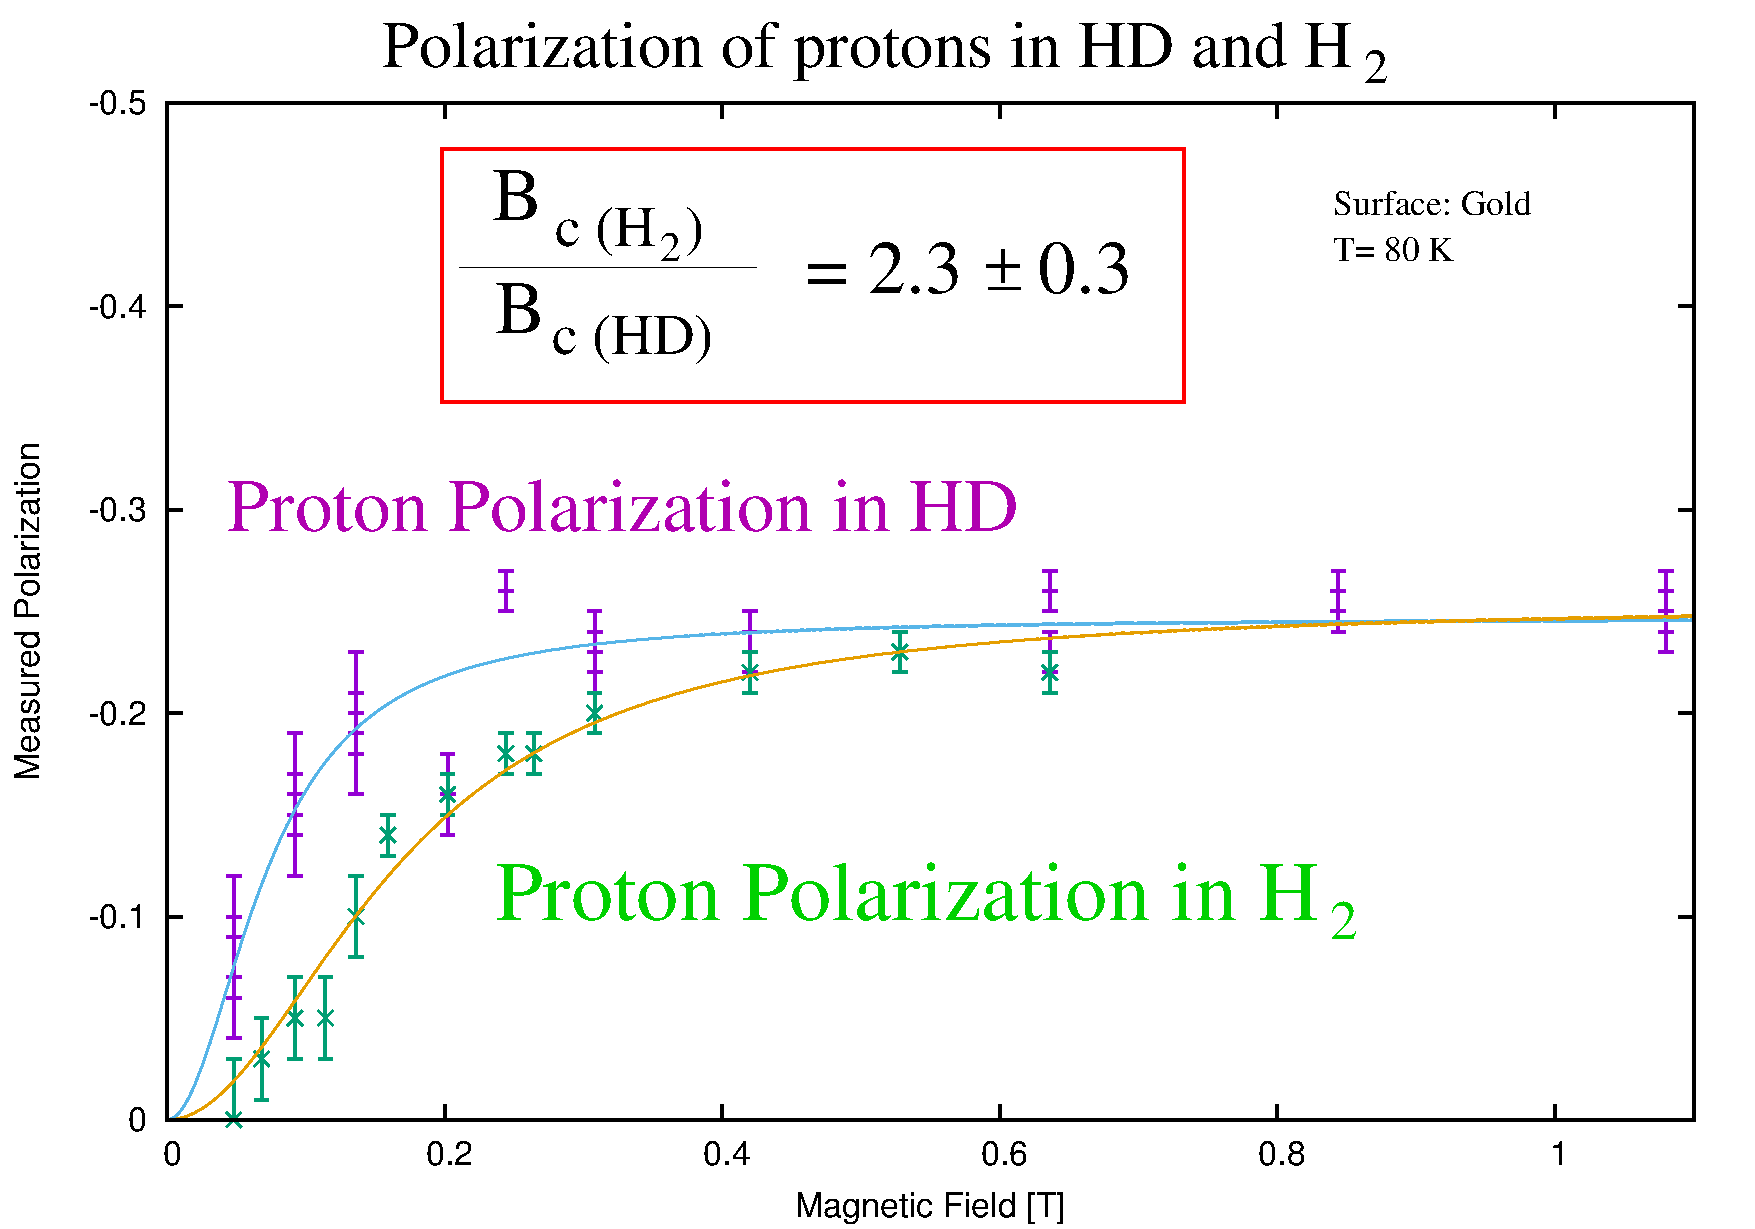 Polarization of protons in HD and H2
-0.5
-0.4
-0.3
-0.2
-0.1
0
Measured Polarization
B c (H2)
B c (HD)
= 2.3 ± 0.3
Surface: Gold
T= 80 K
Proton Polarization in HD
Proton Polarization in H2
0 0.2 0.4 0.6 0.8 1
Magnetic Field [T]